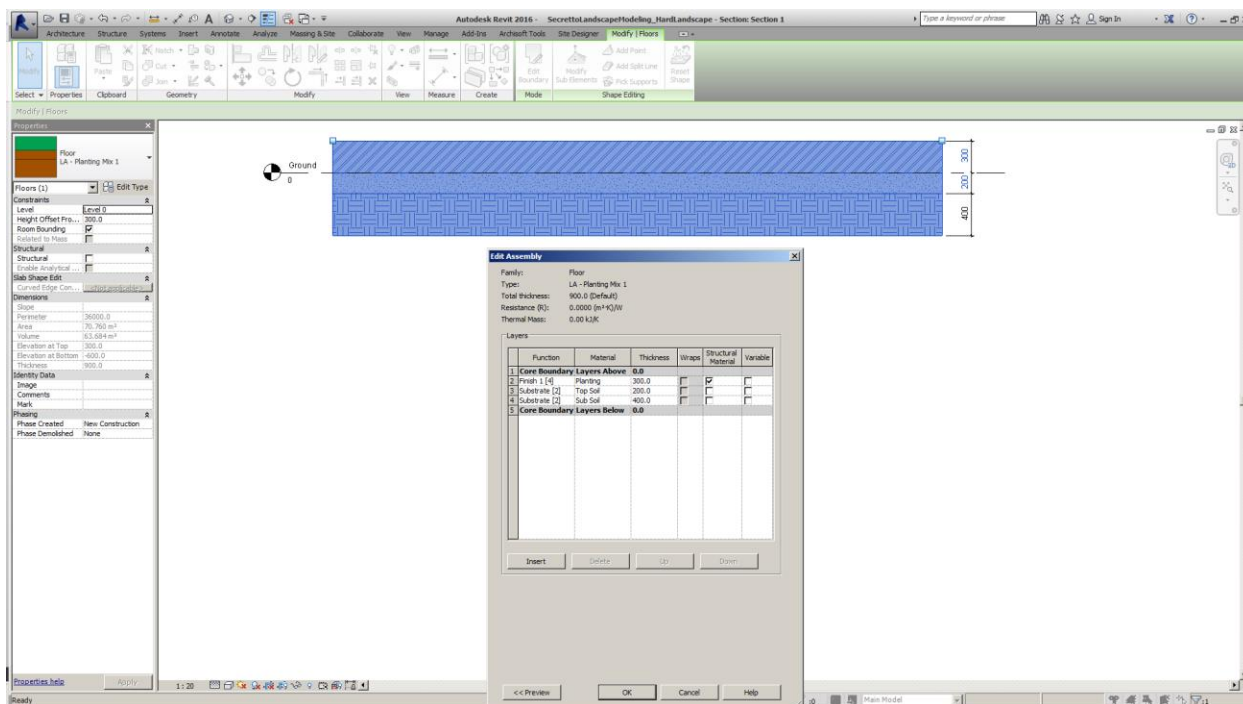 Autodesk Revit 2016 - SecrettoLandscapeModeling_HardLandscape - Section: Section 1
Type a keyword or phrase
Sign In
Architecture Structure Systems Insert Annotate Analyze Massing & Site Collaborate View Manage Add-Ins Archisoft Tools Site Designer Modify | Floors
Modify
Paste
Notch
Cut
Join
Edit Boundary
Modify Sub Elements
Add Point
Add Split Line
Pick Supports
Reset Shape
Select Properties Clipboard Geometry Modify View Measure Create Mode Shape Editing
Modify | Floors
Properties
Floor
LA - Planting Mix 1
Floors (1) Edit Type
Constraints
Level Level 0
Height Offset Fro... 300.0
Room Bounding
Related to Mass
Structural
Structural
Enable Analytical ...
Slab Shape Edit
Curved Edge Con... <Not applicable>
Dimensions
Slope
Perimeter 36000.0
Area 70.760 m²
Volume 63.684 m³
Elevation at Top 300.0
Elevation at Bottom -600.0
Thickness 900.0
Identity Data
Image
Comments
Mark
Phasing
Phase Created New Construction
Phase Demolished None
Properties help Apply
Ready
Ground
0
300
200
400
Edit Assembly
Family: Floor
Type: LA - Planting Mix 1
Total thickness: 900.0 (Default)
Resistance (R): 0.0000 (m²·K)/W
Thermal Mass: 0.00 kJ/K
Layers
Function Material Thickness Wraps Structural Material Variable
1 Core Boundary Layers Above 0.0
2 Finish 1 [4] Planting 300.0
3 Substrate [2] Top Soil 200.0
4 Substrate [2] Sub Soil 400.0
5 Core Boundary Layers Below 0.0
Insert Delete Up Down
<< Preview OK Cancel Help
1 : 20
:0 Main Model
:1